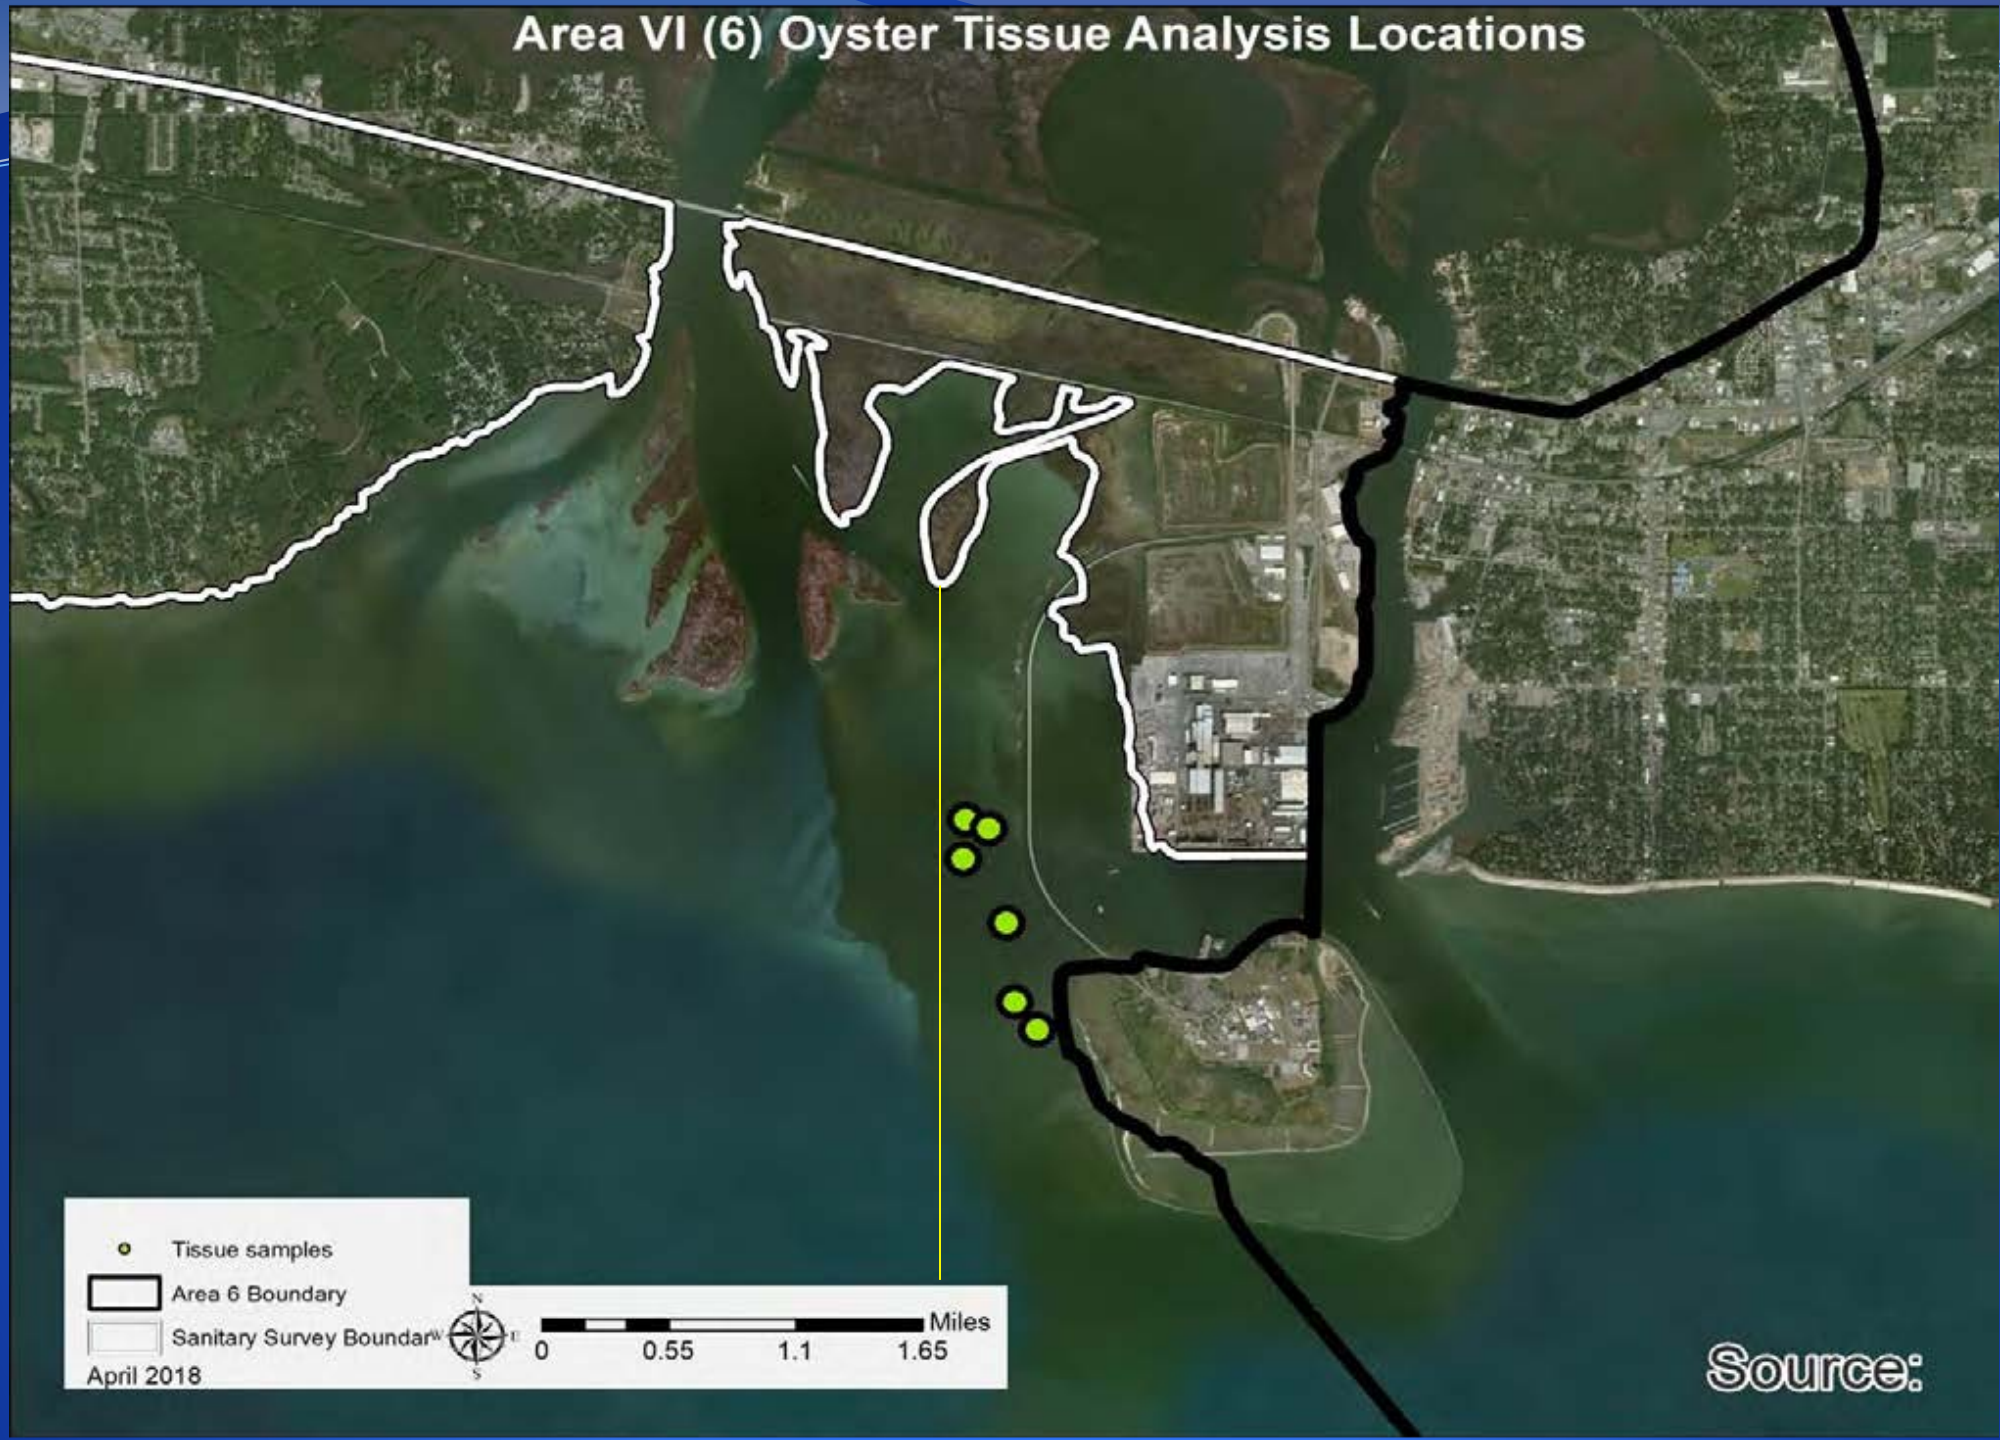 Area VI (6) Oyster Tissue Analysis Locations
Tissue samples
Area 6 Boundary
Sanitary Survey Boundar
April 2018
N
W E
S
Miles
0 0.55 1.1 1.65
Source: